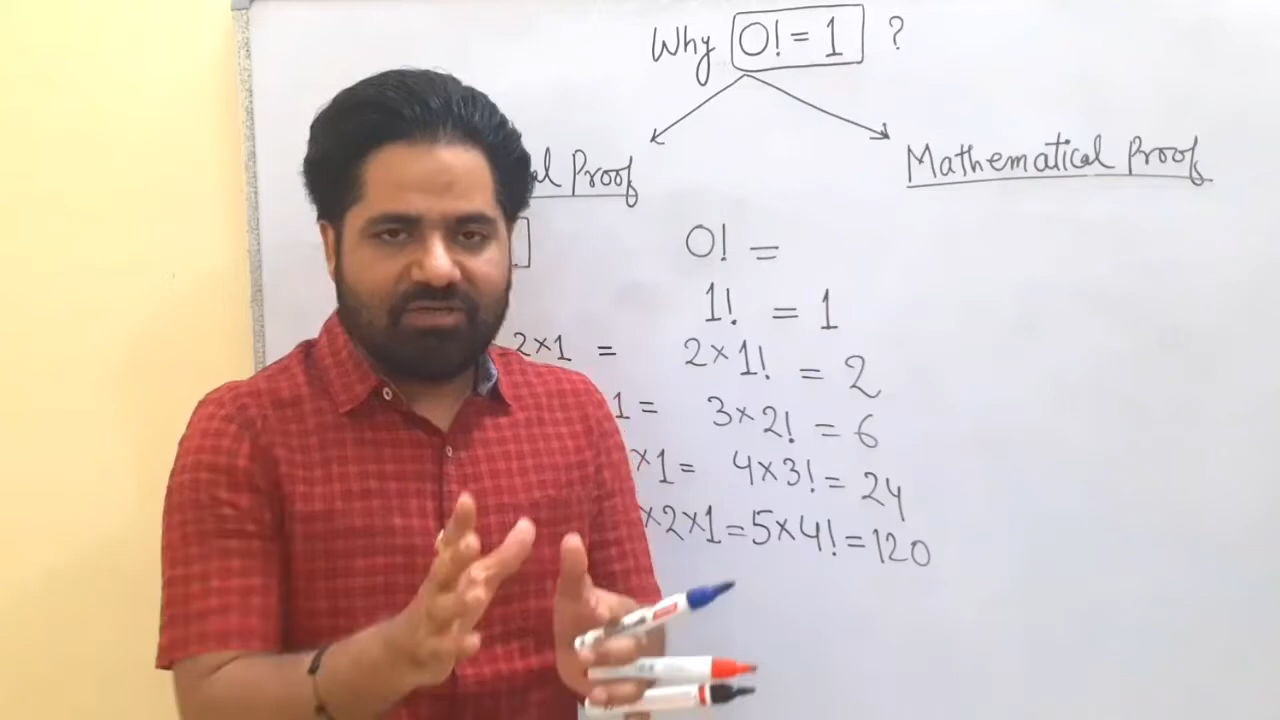 Why 0! = 1 ?
Proof
Mathematical Proof
0! =
1! = 1
2×1 = 2×1! = 2
1 = 3×2! = 6
×1 = 4×3! = 24
×2×1 = 5×4! = 120